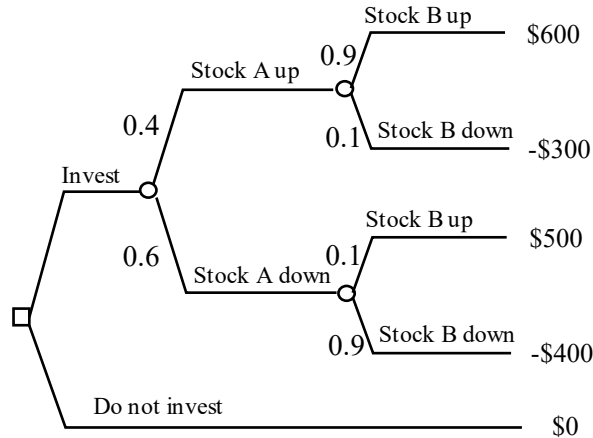 Stock B up
$600
0.9
Stock A up
0.4
0.1
Stock B down
-$300
Invest
Stock B up
$500
0.6
0.1
Stock A down
Stock B down
0.9
-$400
Do not invest
$0